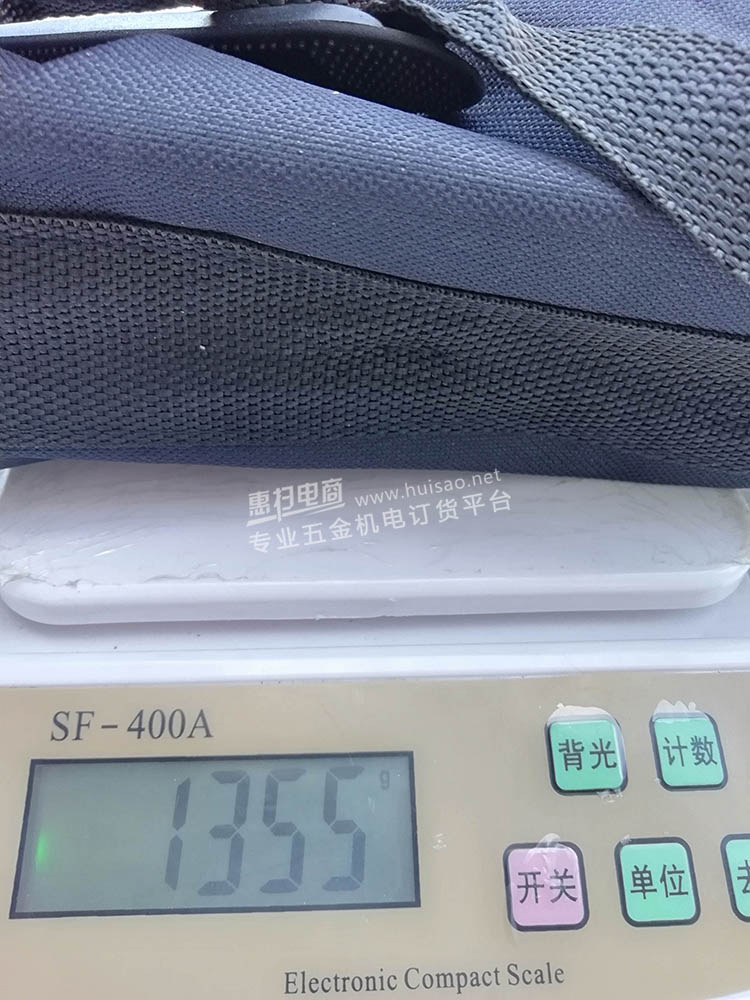 惠扫电商 www.huisao.net
专业五金机电订货平台
SF-400A
背光
计数
1355 g
开关
单位
去
Electronic Compact Scale